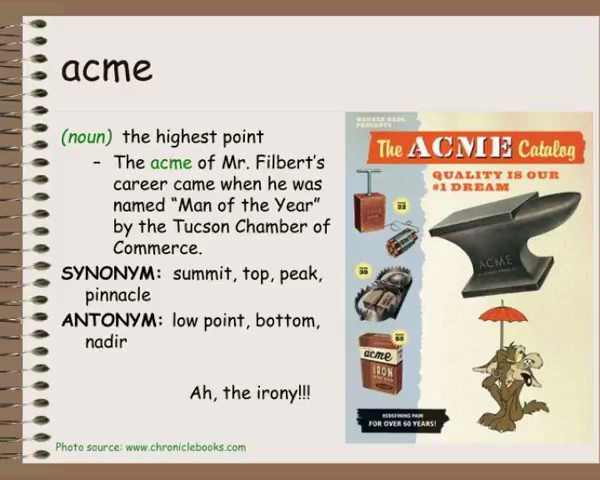 acme
(noun) the highest point
– The acme of Mr. Filbert's
career came when he was
named "Man of the Year"
by the Tucson Chamber of
Commerce.
SYNONYM: summit, top, peak,
pinnacle
ANTONYM: low point, bottom,
nadir
Ah, the irony!!!
Photo source: www.chroniclebooks.com
WARNER BROS.
PRESENTS
The ACME Catalog
QUALITY IS OUR
#1 DREAM
ACME
acme
IRON
REDEFINING PAIN
FOR OVER 60 YEARS!